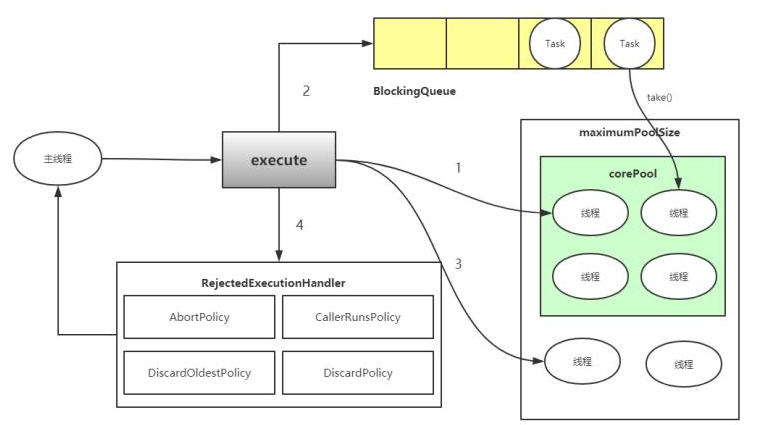 Task
Task
2
BlockingQueue
take()
maximumPoolSize
主线程
execute
1
corePool
线程
线程
4
3
线程
线程
RejectedExecutionHandler
AbortPolicy
CallerRunsPolicy
DiscardOldestPolicy
DiscardPolicy
线程
线程